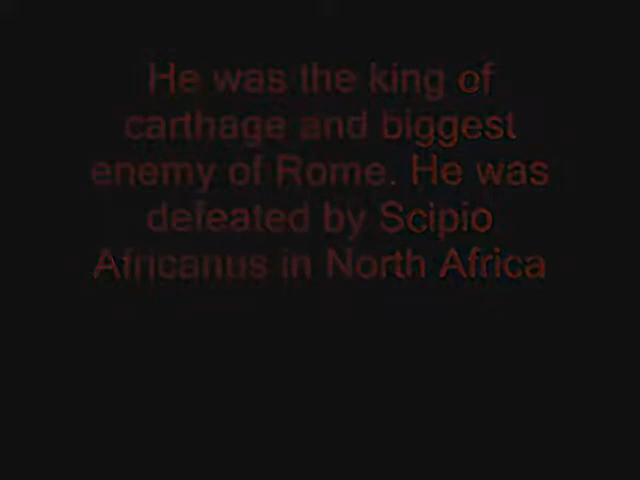 He was the king of
carthage and biggest
enemy of Rome. He was
defeated by Scipio
Africanus in North Africa